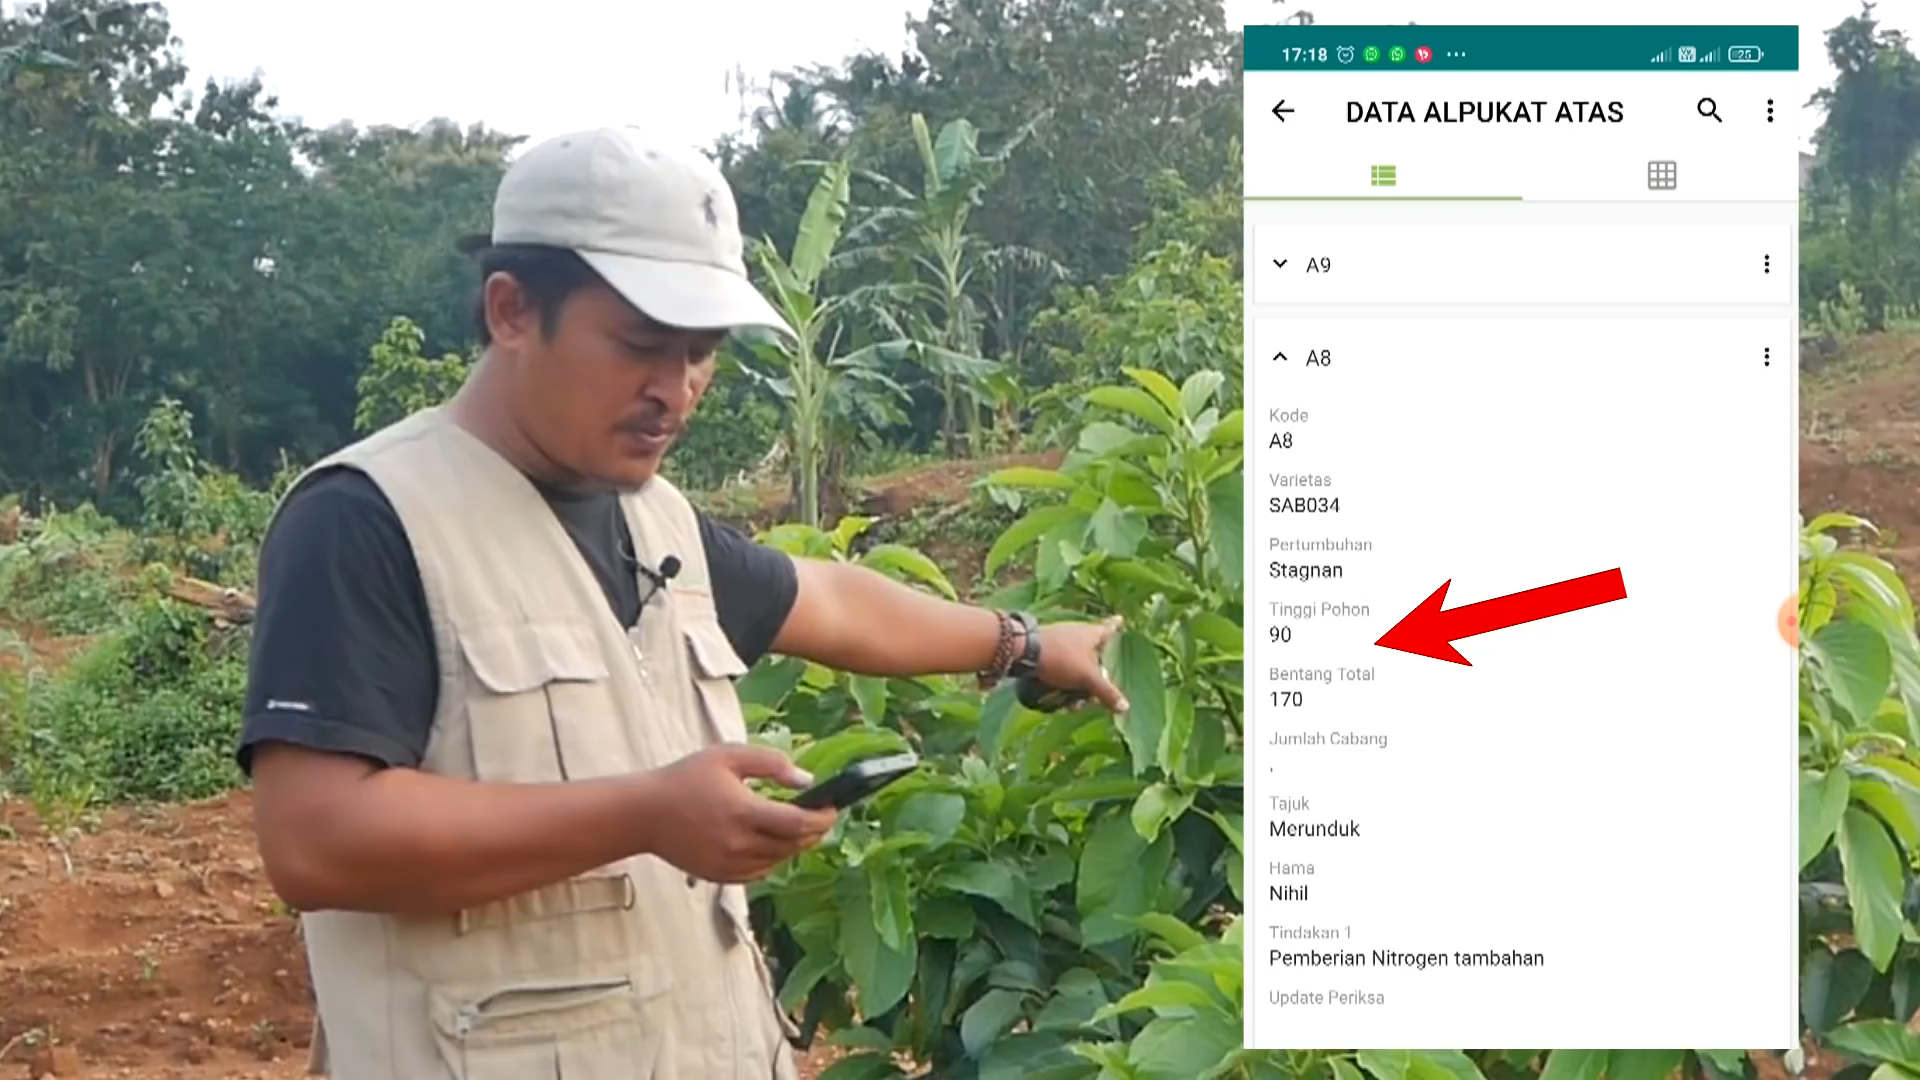 17:18
25
DATA ALPUKAT ATAS
A9
A8
Kode
A8
Varietas
SAB034
Pertumbuhan
Stagnan
Tinggi Pohon
90
Bentang Total
170
Jumlah Cabang
Tajuk
Merunduk
Hama
Nihil
Tindakan 1
Pemberian Nitrogen tambahan
Update Periksa